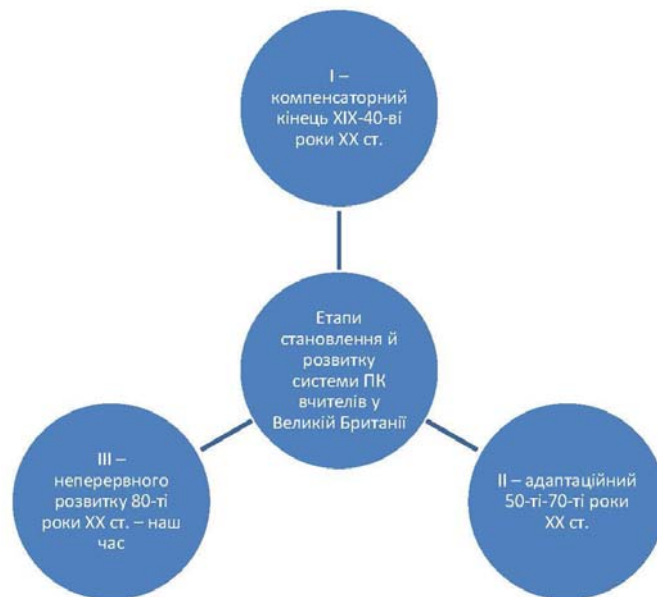 I –
компенсаторний
кінець XIX-40-ві
роки XX ст.
Етапи
становлення й
розвитку
системи ПК
вчителів у
Великій Британії
III –
неперервного
розвитку 80-ті
роки XX ст. – наш
час
II – адаптаційний
50-ті-70-ті роки
XX ст.